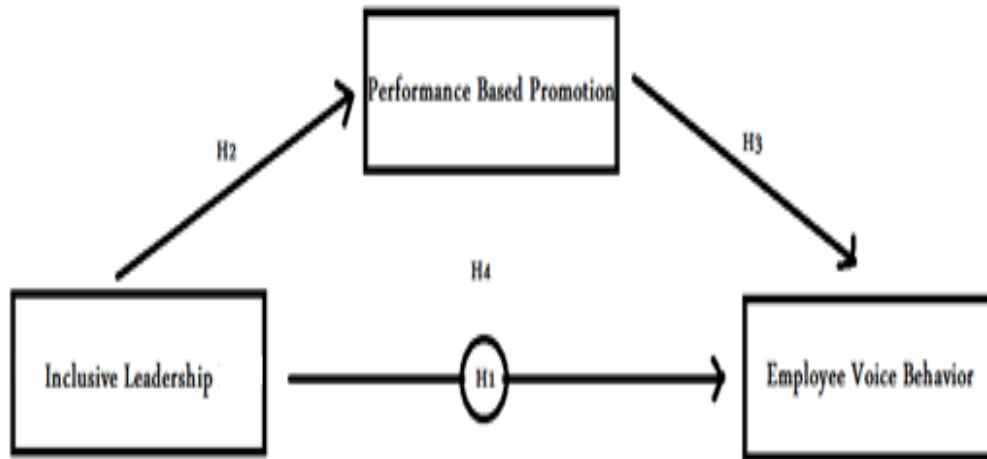 Performance Based Promotion
H2
H3
H4
Inclusive Leadership
H1
Employee Voice Behavior